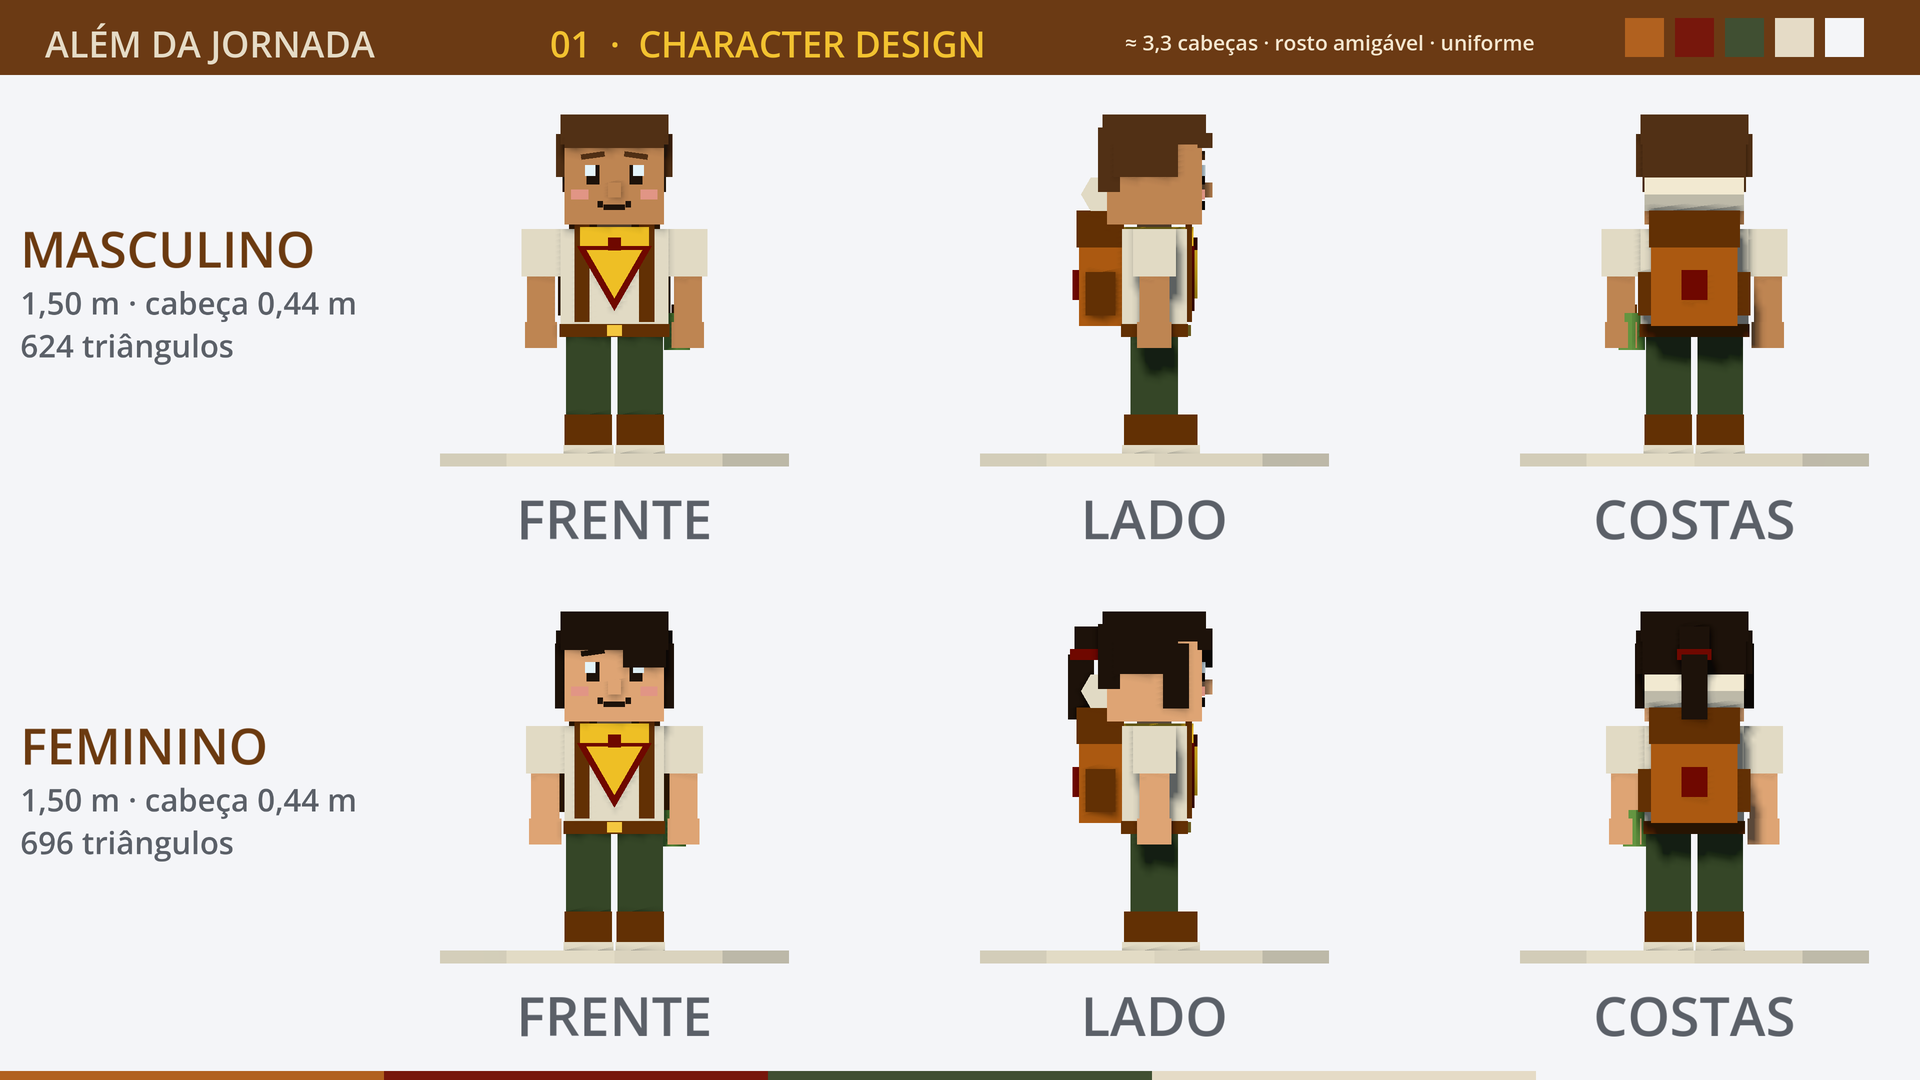 ALÉM DA JORNADA
01 · CHARACTER DESIGN
≈ 3,3 cabeças · rosto amigável · uniforme
MASCULINO
1,50 m · cabeça 0,44 m
624 triângulos
FRENTE
LADO
COSTAS
FEMININO
1,50 m · cabeça 0,44 m
696 triângulos
FRENTE
LADO
COSTAS